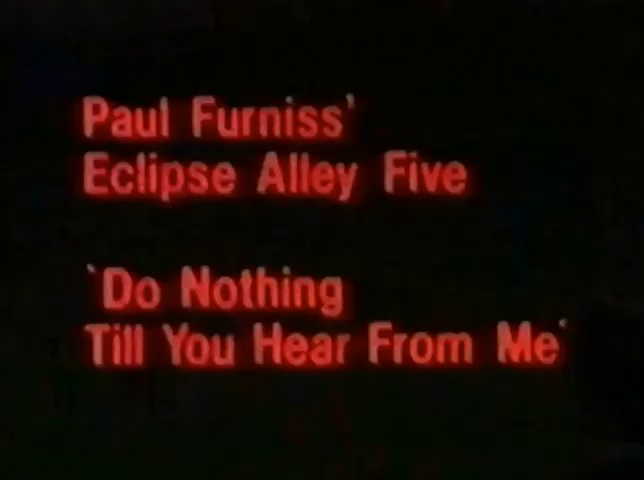 Paul Furniss'
Eclipse Alley Five
'Do Nothing
Till You Hear From Me'